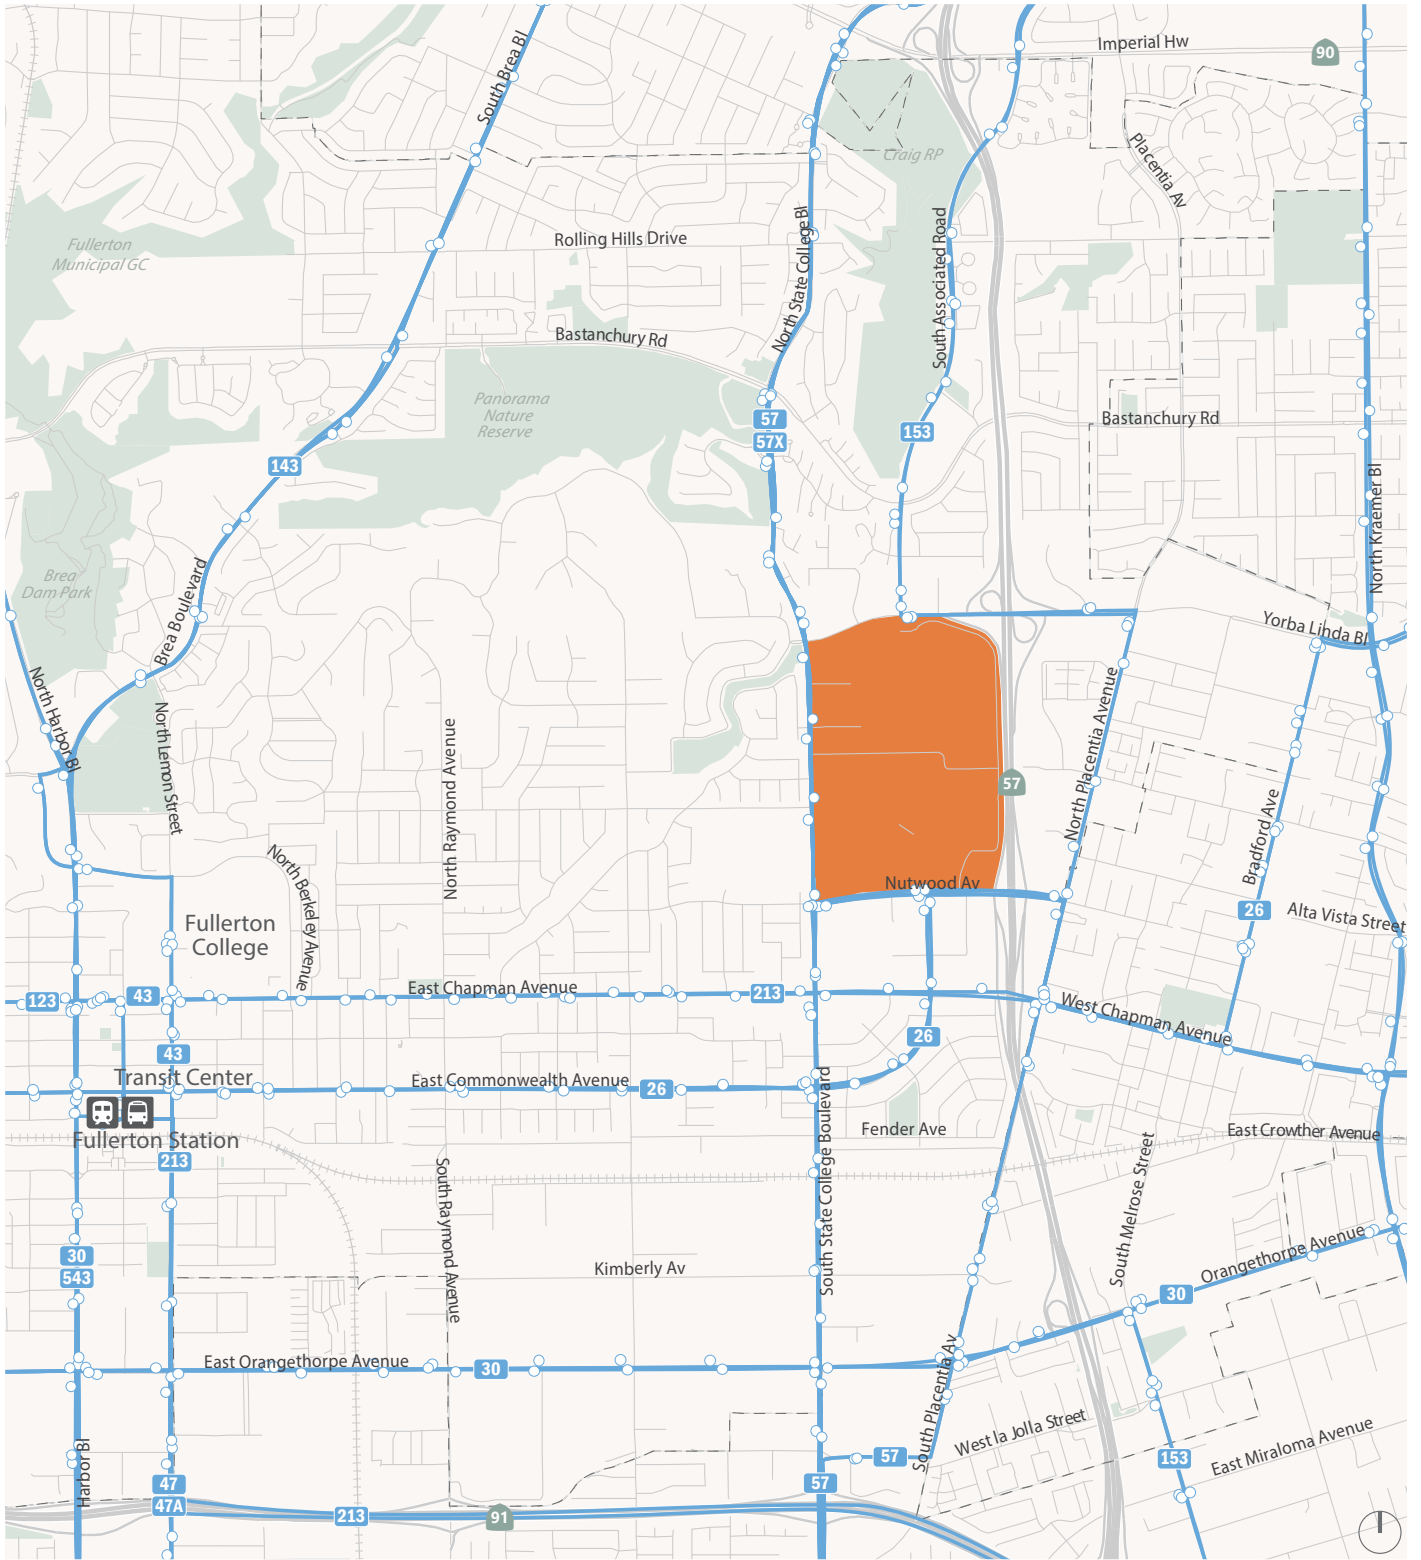 South Brea Bl
Imperial Hw
90
Craig RP
Placentia Av
Fullerton
Municipal GC
Rolling Hills Drive
North State College Bl
South Associated Road
Bastanchury Rd
Panorama
Nature
Reserve
57
57X
153
Bastanchury Rd
143
North Kraemer Bl
Brea
Dam Park
Brea Boulevard
Yorba Linda Bl
North Harbor Bl
North Lemon Street
North Raymond Avenue
North Placentia Avenue
57
Bradford Ave
North Berkeley Avenue
Nutwood Av
26
Alta Vista Street
Fullerton
College
123
43
East Chapman Avenue
213
West Chapman Avenue
26
43
Transit Center
East Commonwealth Avenue
26
Fullerton Station
213
South State College Boulevard
Fender Ave
East Crowther Avenue
South Melrose Street
South Raymond Avenue
30
543
Kimberly Av
Orangethorpe Avenue
30
East Orangethorpe Avenue
30
South Placentia Av
West la Jolla Street
East Miraloma Avenue
Harbor Bl
57
153
47
47A
57
213
91